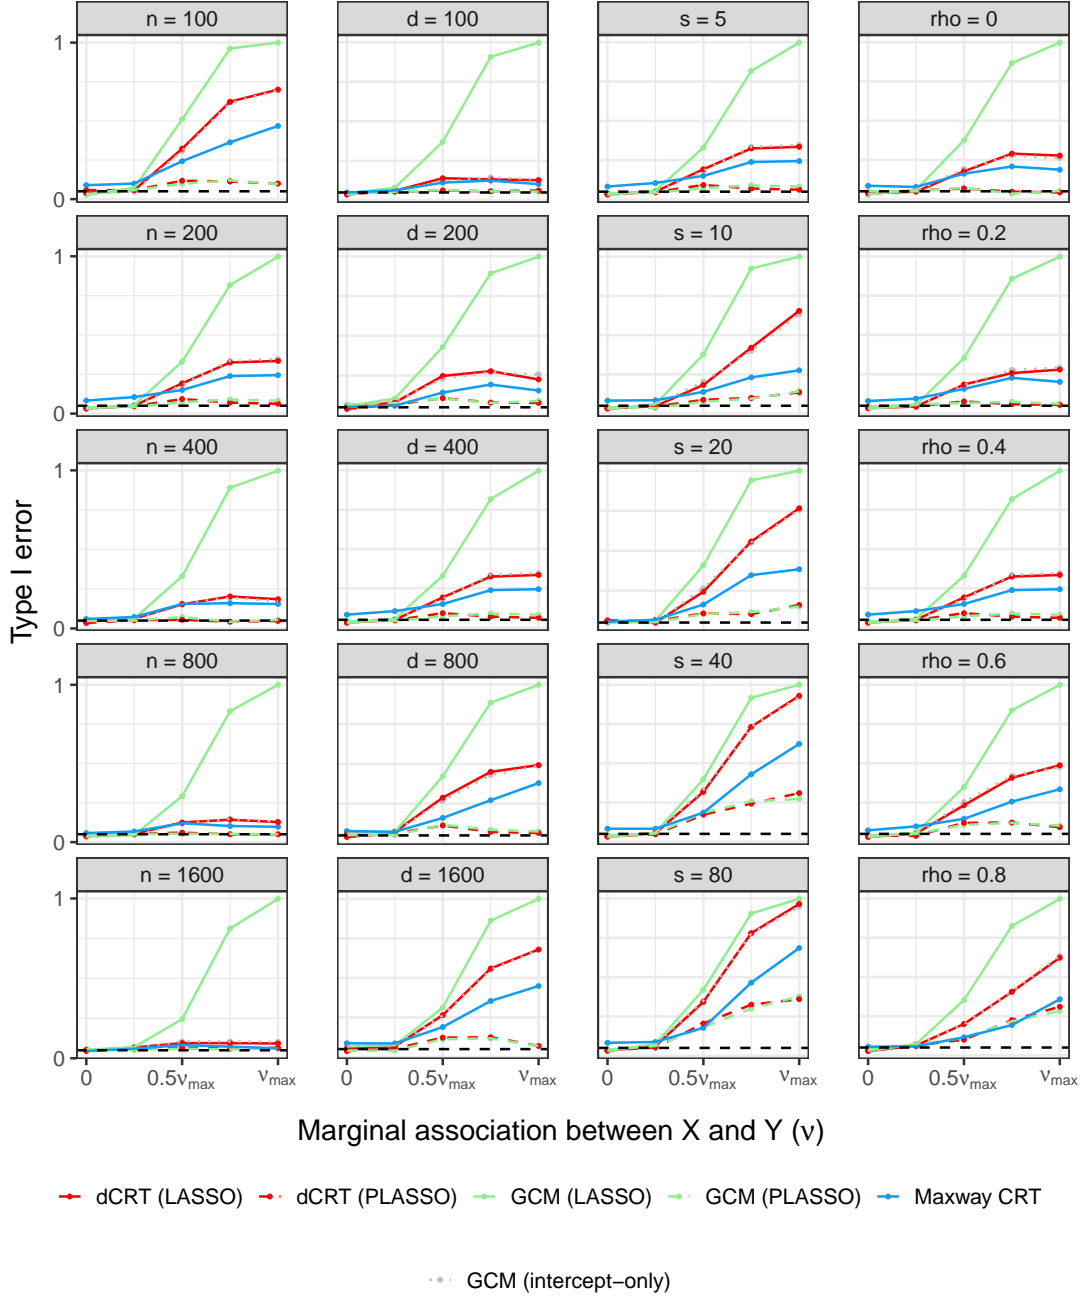 n = 100
d = 100
s = 5
rho = 0
1
0
n = 200
d = 200
s = 10
rho = 0.2
1
0
n = 400
d = 400
s = 20
rho = 0.4
1
0
n = 800
d = 800
s = 40
rho = 0.6
1
0
n = 1600
d = 1600
s = 80
rho = 0.8
1
0
Type I error
0 0.5νmax νmax
0 0.5νmax νmax
0 0.5νmax νmax
0 0.5νmax νmax
Marginal association between X and Y (ν)
dCRT (LASSO) dCRT (PLASSO) GCM (LASSO) GCM (PLASSO) Maxway CRT
GCM (intercept−only)